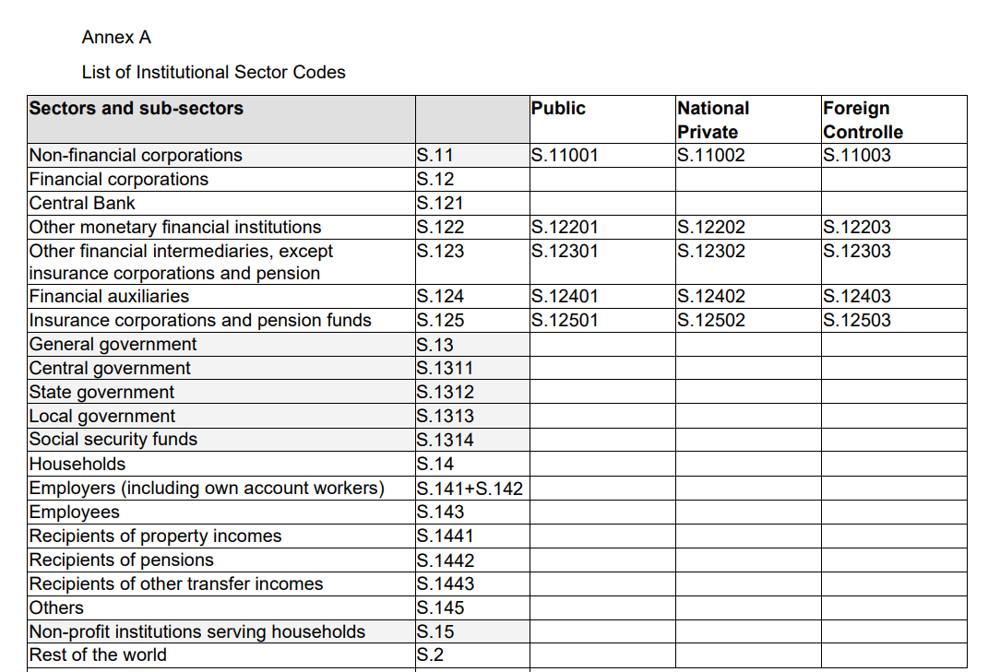 Annex A
List of Institutional Sector Codes
Sectors and sub-sectors Public National Foreign
Private Controlle
Non-financial corporations S.11 S.11001 S.11002 S.11003
Financial corporations S.12
Central Bank S.121
Other monetary financial institutions S.122 S.12201 S.12202 S.12203
Other financial intermediaries, except S.123 S.12301 S.12302 S.12303
insurance corporations and pension
Financial auxiliaries S.124 S.12401 S.12402 S.12403
Insurance corporations and pension funds S.125 S.12501 S.12502 S.12503
General government S.13
Central government S.1311
State government S.1312
Local government S.1313
Social security funds S.1314
Households S.14
Employers (including own account workers) S.141+S.142
Employees S.143
Recipients of property incomes S.1441
Recipients of pensions S.1442
Recipients of other transfer incomes S.1443
Others S.145
Non-profit institutions serving households S.15
Rest of the world S.2